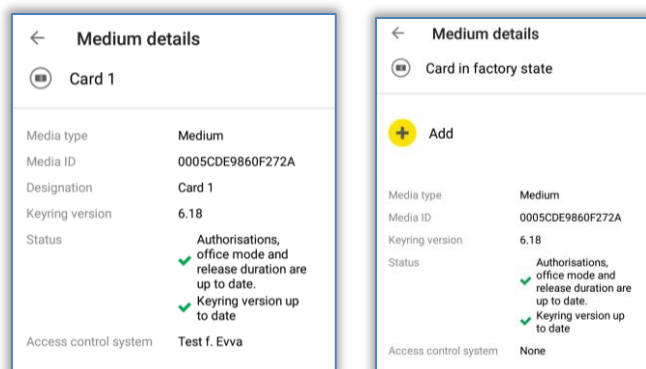 Medium details
Card 1
Media type Medium
Media ID 0005CDE9860F272A
Designation Card 1
Keyring version 6.18
Status Authorisations,
office mode and
release duration are
up to date.
Keyring version up
to date
Access control system Test f. Evva
Medium details
Card in factory state
Add
Media type Medium
Media ID 0005CDE9860F272A
Keyring version 6.18
Status Authorisations,
office mode and
release duration are
up to date.
Keyring version up
to date
Access control system None